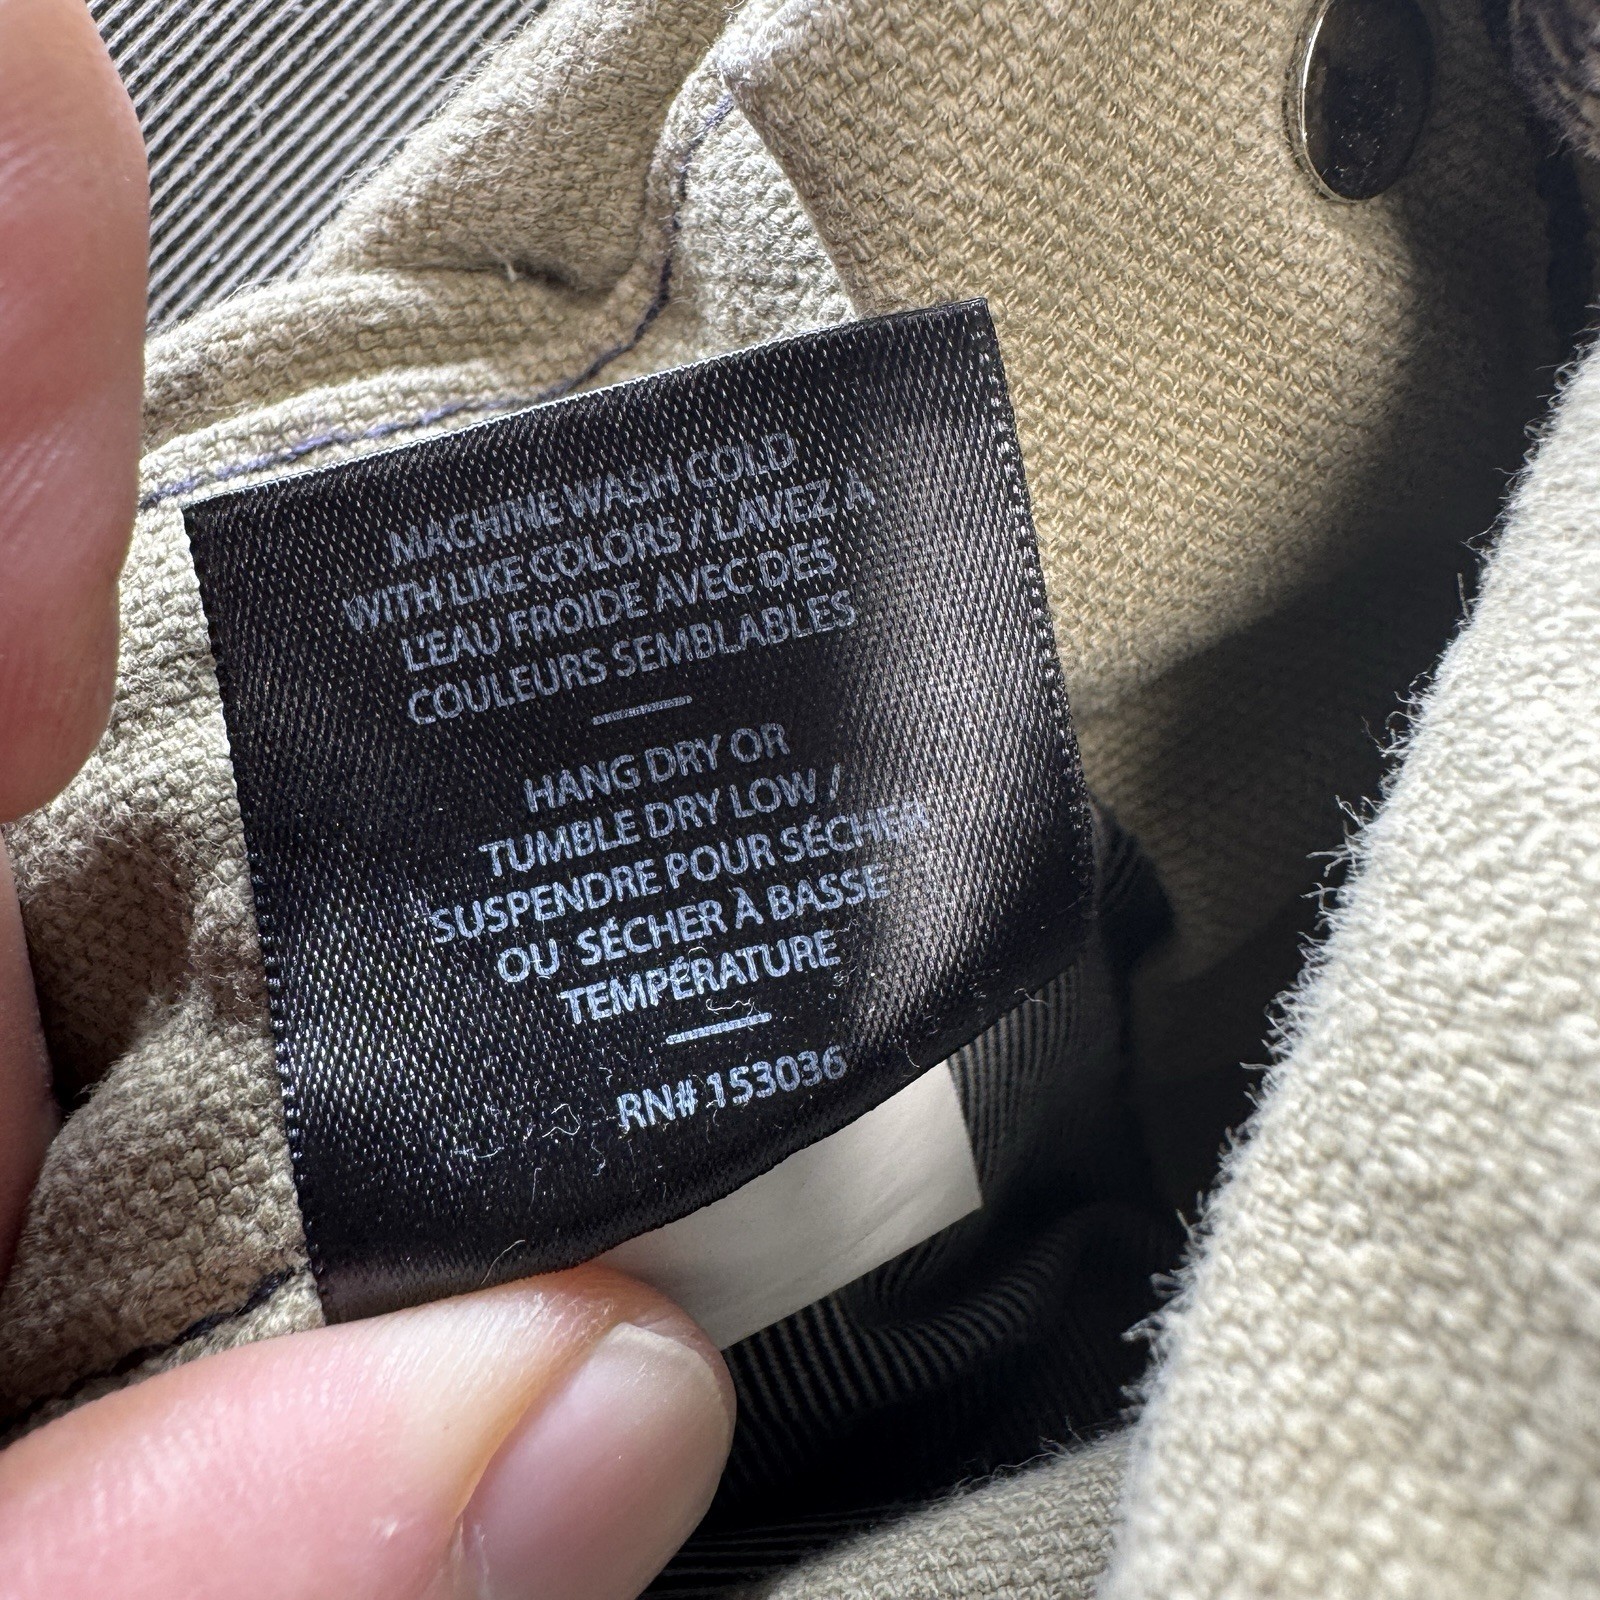 MACHINE WASH COLD
WITH LIKE COLORS / LAVEZ À
L'EAU FROIDE AVEC DES
COULEURS SEMBLABLES
HANG DRY OR
TUMBLE DRY LOW /
SUSPENDRE POUR SÉCHER
OU SÉCHER À BASSE
TEMPÉRATURE
RN# 153036